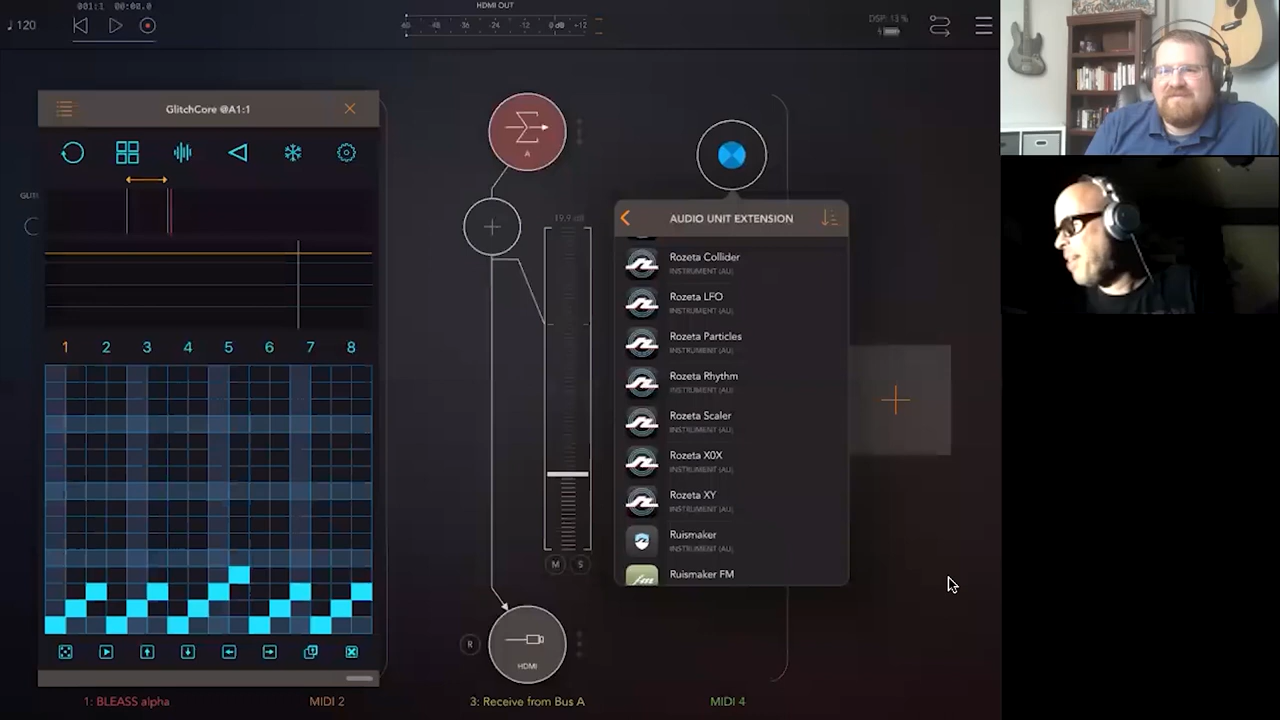 ♩120
001:1 00:00.0
HDMI OUT
-60 -48 -36 -24 -12 0 dB +12
DSP: 13 %
GlitchCore @A1:1
A
19.9 dB
1 2 3 4 5 6 7 8
M S
R
HDMI
AUDIO UNIT EXTENSION
Rozeta Collider
INSTRUMENT (AU)
Rozeta LFO
INSTRUMENT (AU)
Rozeta Particles
INSTRUMENT (AU)
Rozeta Rhythm
INSTRUMENT (AU)
Rozeta Scaler
INSTRUMENT (AU)
Rozeta X0X
INSTRUMENT (AU)
Rozeta XY
INSTRUMENT (AU)
Ruismaker
INSTRUMENT (AU)
fm
Ruismaker FM
1: BLEASS alpha
MIDI 2
3: Receive from Bus A
MIDI 4